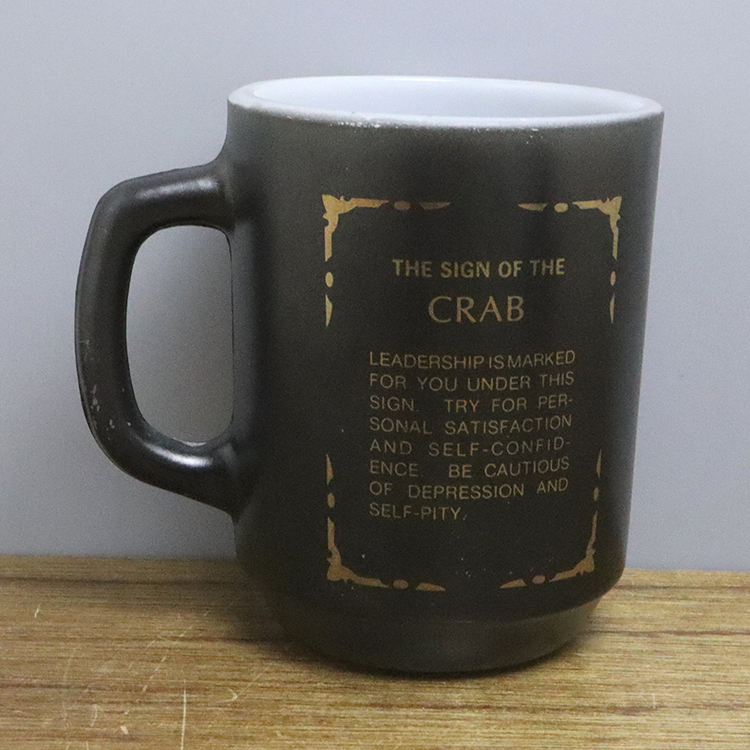 THE SIGN OF THE
CRAB
LEADERSHIP IS MARKED
FOR YOU UNDER THIS
SIGN. TRY FOR PER-
SONAL SATISFACTION
AND SELF-CONFID-
ENCE. BE CAUTIOUS
OF DEPRESSION AND
SELF-PITY.